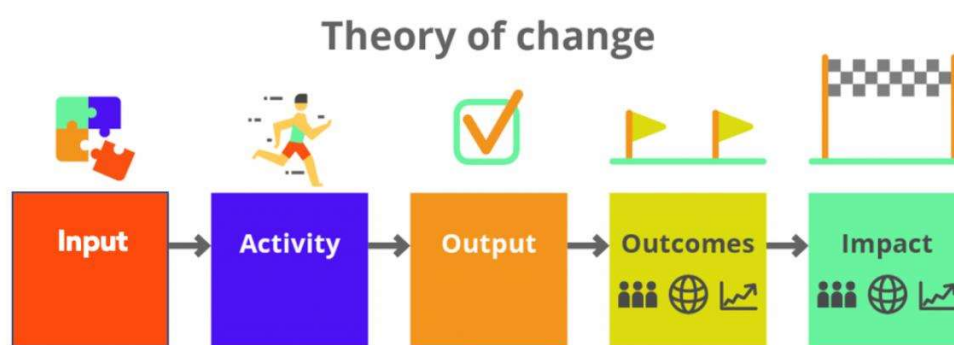 Theory of change
Input
Activity
Output
Outcomes
Impact